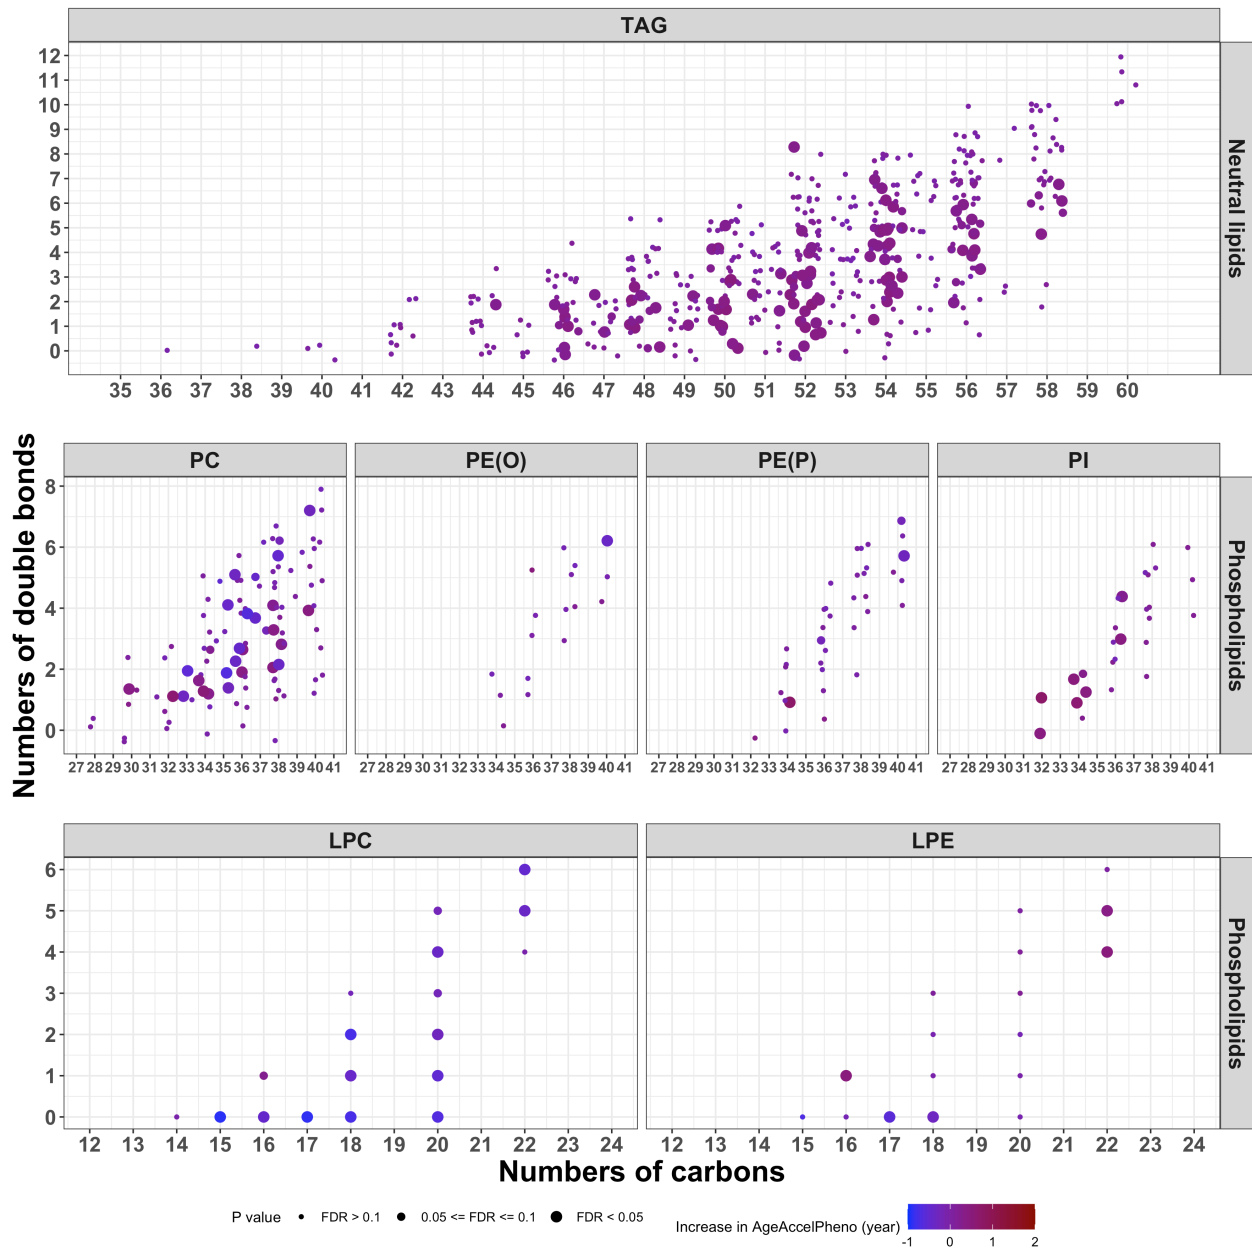 TAG
12
11
10
9
8
7
6
5
4
3
2
1
0
Neutral lipids
35 36 37 38 39 40 41 42 43 44 45 46 47 48 49 50 51 52 53 54 55 56 57 58 59 60
Numbers of double bonds
PC PE(O) PE(P) PI
8
6
4
2
0
Phospholipids
27 28 29 30 31 32 33 34 35 36 37 38 39 40 41 27 28 29 30 31 32 33 34 35 36 37 38 39 40 41 27 28 29 30 31 32 33 34 35 36 37 38 39 40 41 27 28 29 30 31 32 33 34 35 36 37 38 39 40 41
LPC LPE
6
5
4
3
2
1
0
Phospholipids
12 13 14 15 16 17 18 19 20 21 22 23 24 12 13 14 15 16 17 18 19 20 21 22 23 24
Numbers of carbons
P value FDR > 0.1 0.05 <= FDR <= 0.1 FDR < 0.05 Increase in AgeAccelPheno (year)
-1 0 1 2